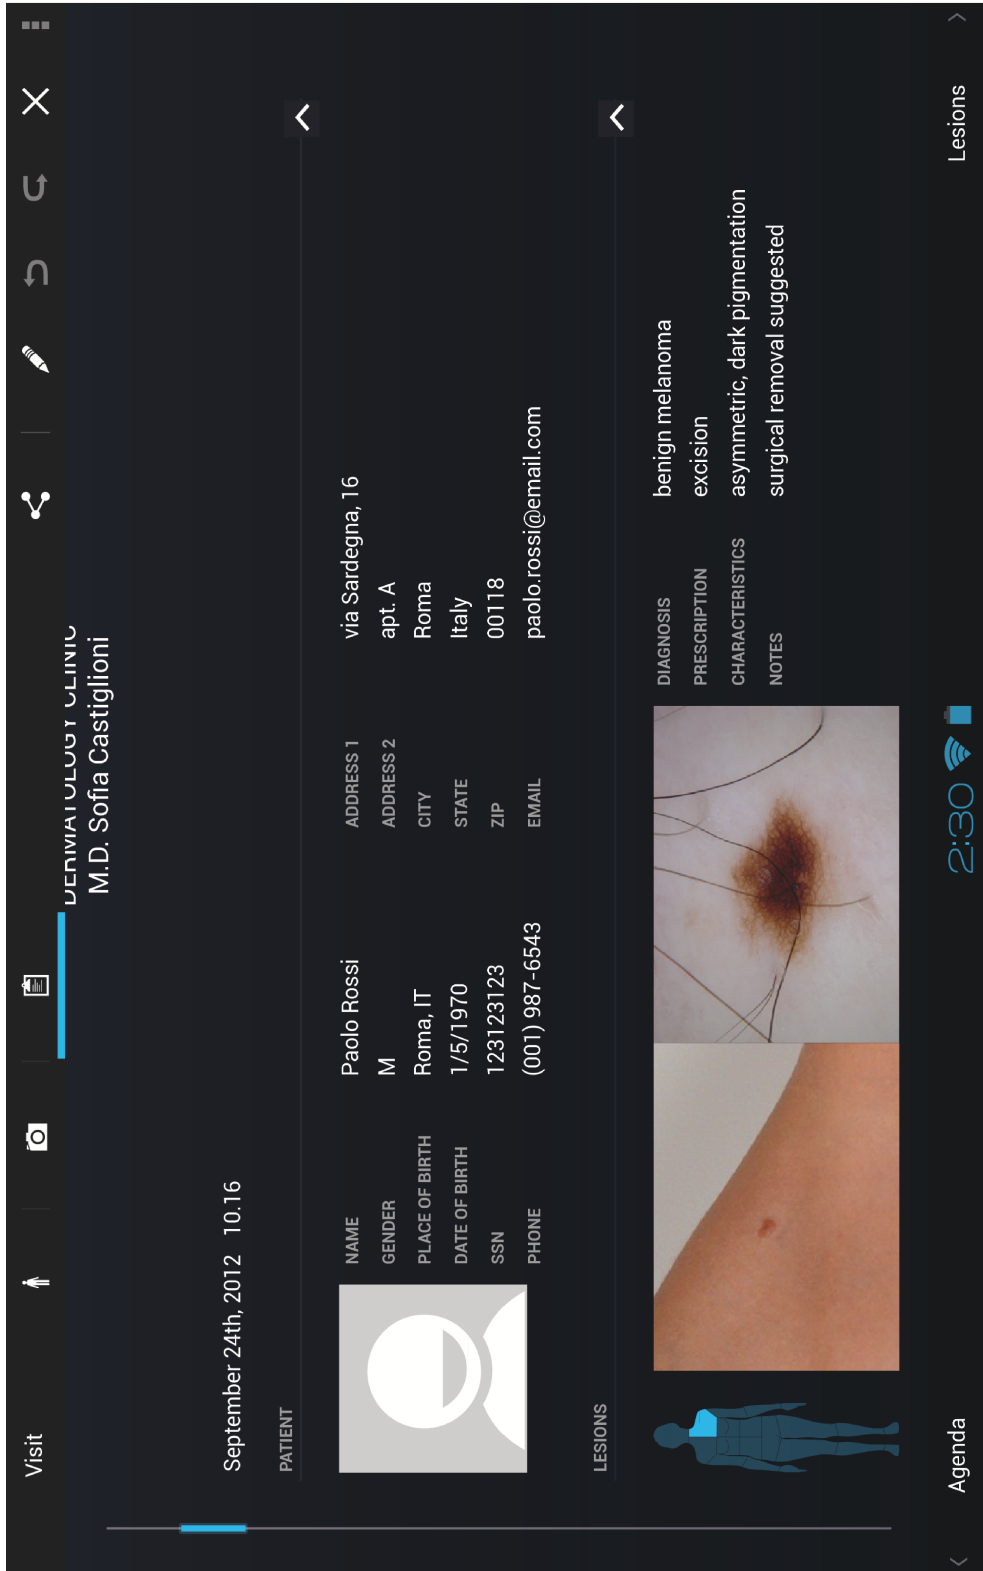 Visit
DERMATOLOGY CLINIC
M.D. Sofia Castiglioni
September 24th, 2012 10.16
PATIENT
NAME Paolo Rossi
GENDER M
PLACE OF BIRTH Roma, IT
DATE OF BIRTH 1/5/1970
SSN 123123123
PHONE (001) 987-6543
ADDRESS 1 via Sardegna, 16
ADDRESS 2 apt. A
CITY Roma
STATE Italy
ZIP 00118
EMAIL paolo.rossi@email.com
LESIONS
DIAGNOSIS benign melanoma
PRESCRIPTION excision
CHARACTERISTICS asymmetric, dark pigmentation
NOTES surgical removal suggested
Agenda
2:30
Lesions